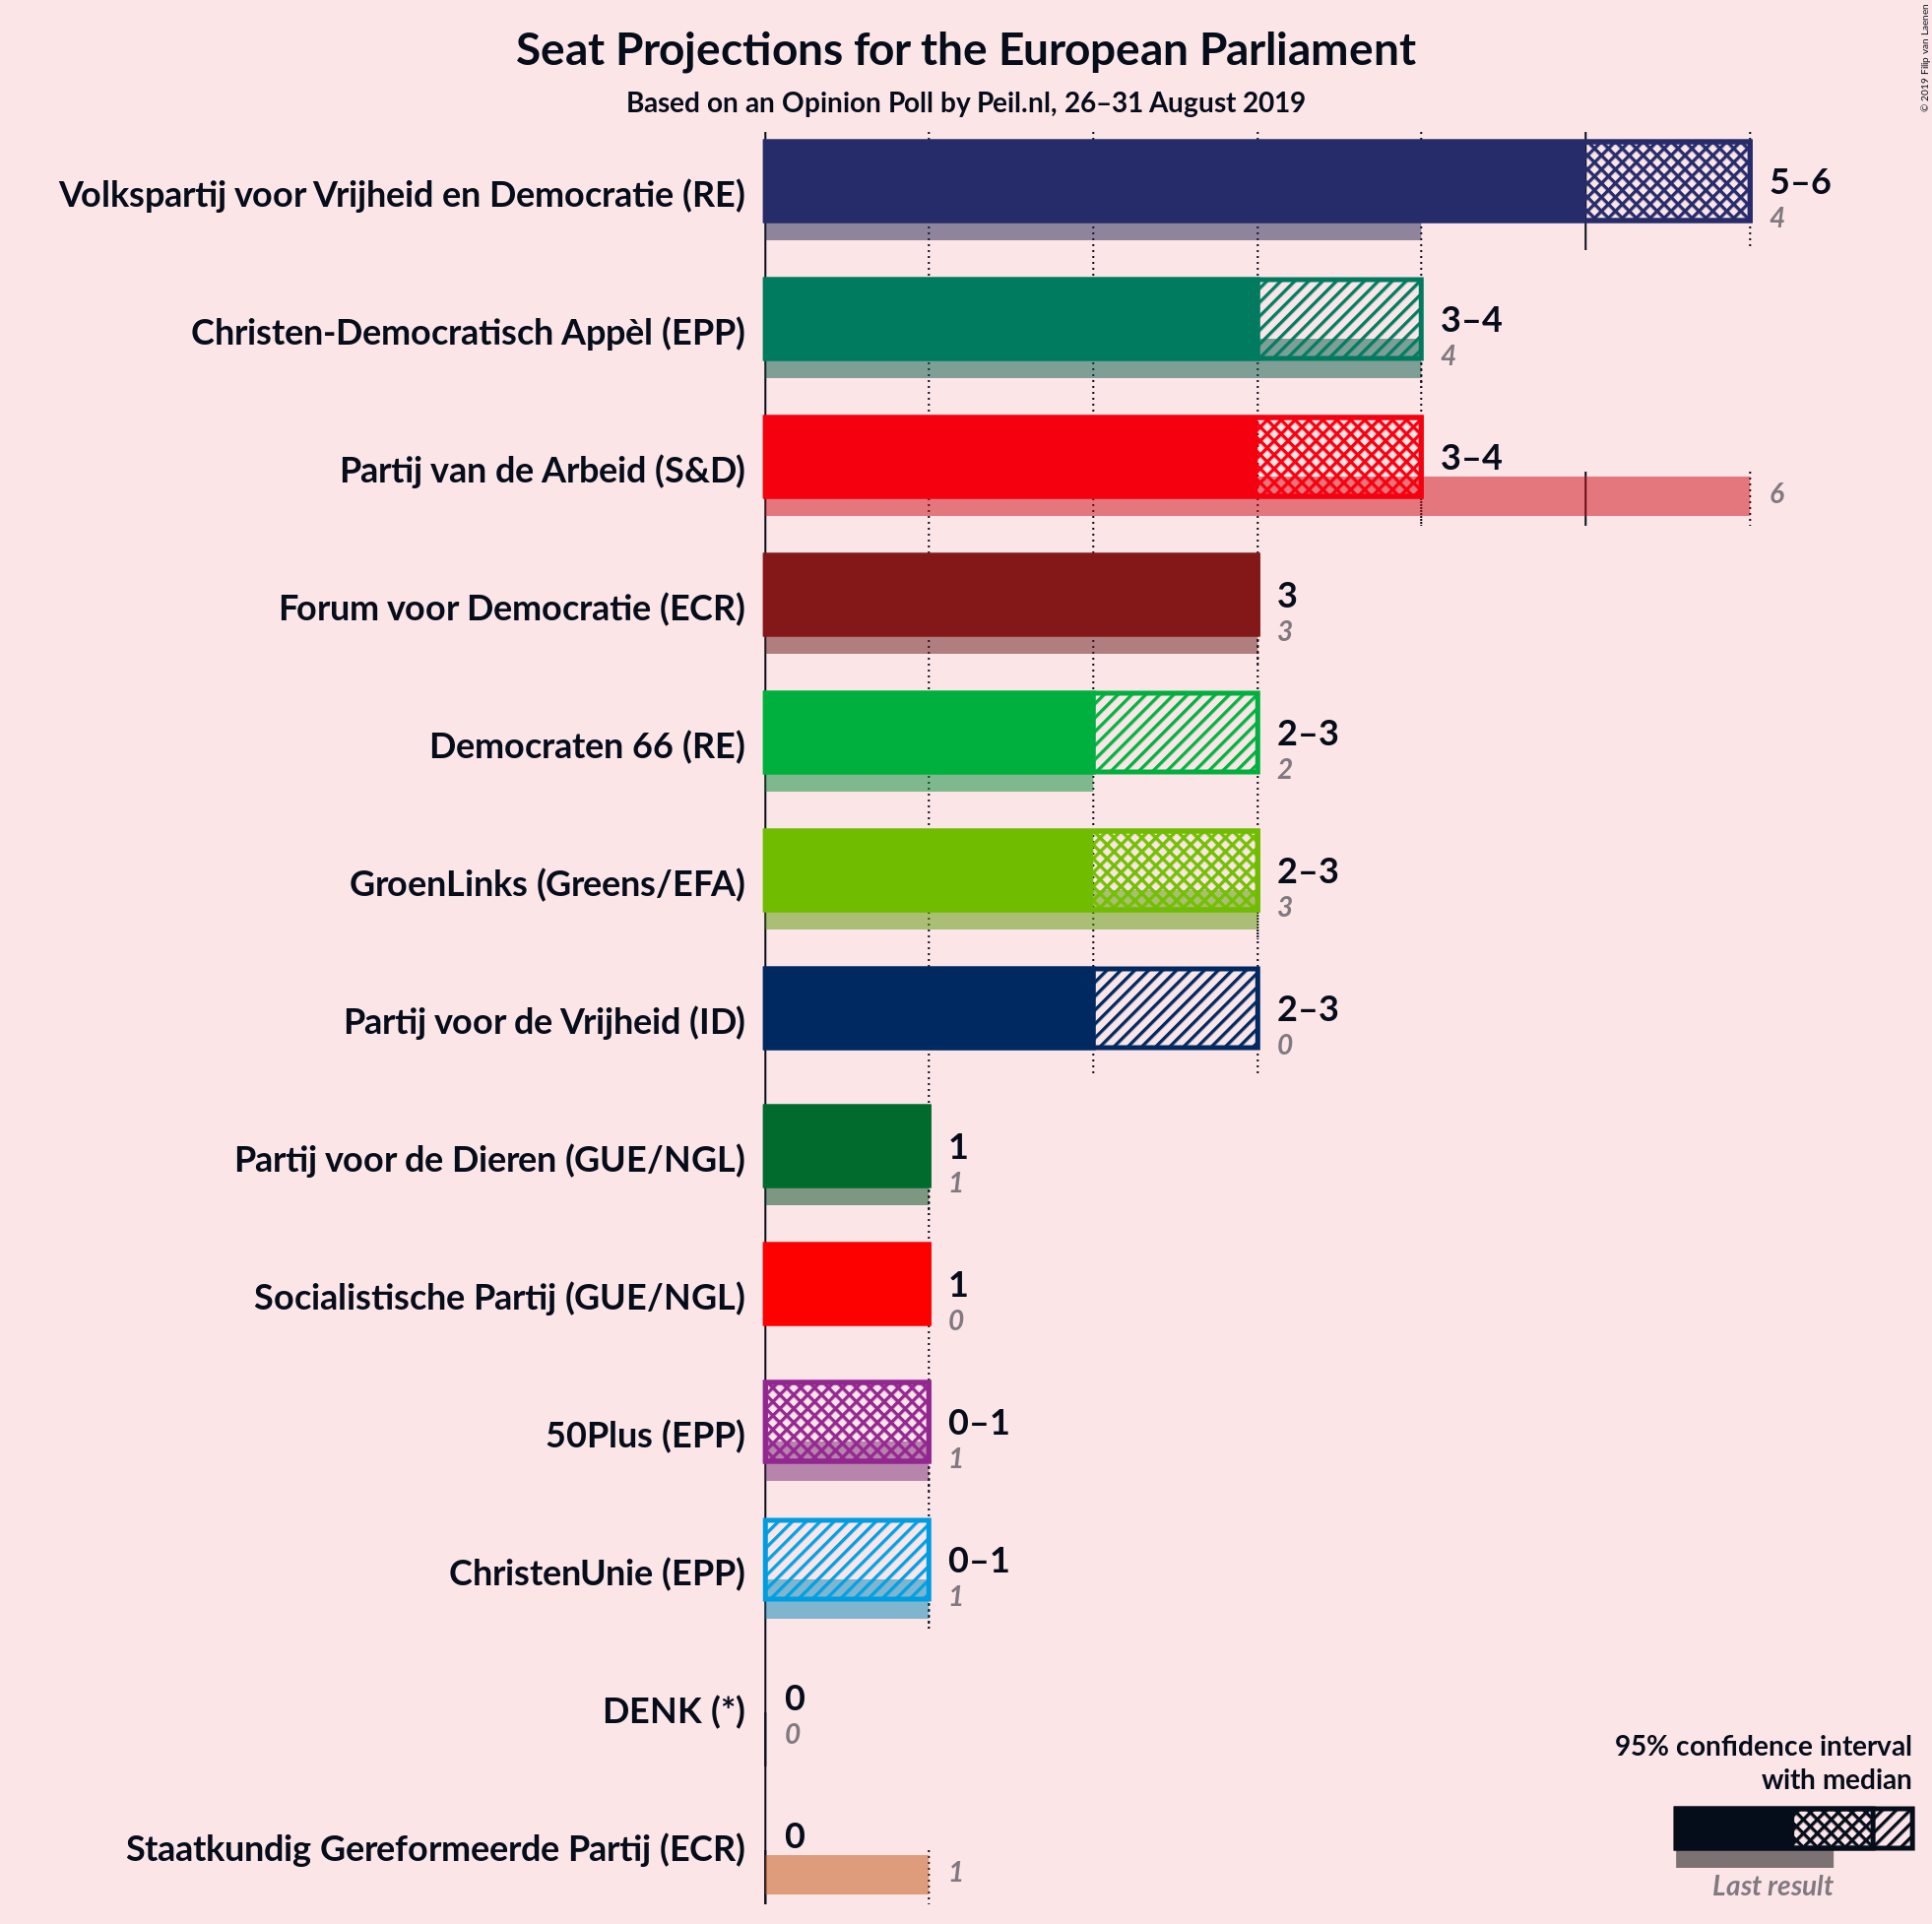 Seat Projections for the European Parliament
Based on an Opinion Poll by Peil.nl, 26–31 August 2019
© 2019 Filip van Laenen
Volkspartij voor Vrijheid en Democratie (RE)
5–6
4
Christen-Democratisch Appèl (EPP)
3–4
4
Partij van de Arbeid (S&D)
3–4
6
Forum voor Democratie (ECR)
3
3
Democraten 66 (RE)
2–3
2
GroenLinks (Greens/EFA)
2–3
3
Partij voor de Vrijheid (ID)
2–3
0
Partij voor de Dieren (GUE/NGL)
1
1
Socialistische Partij (GUE/NGL)
1
0
50Plus (EPP)
0–1
1
ChristenUnie (EPP)
0–1
1
DENK (*)
0
0
Staatkundig Gereformeerde Partij (ECR)
0
1
95% confidence interval
with median
Last result